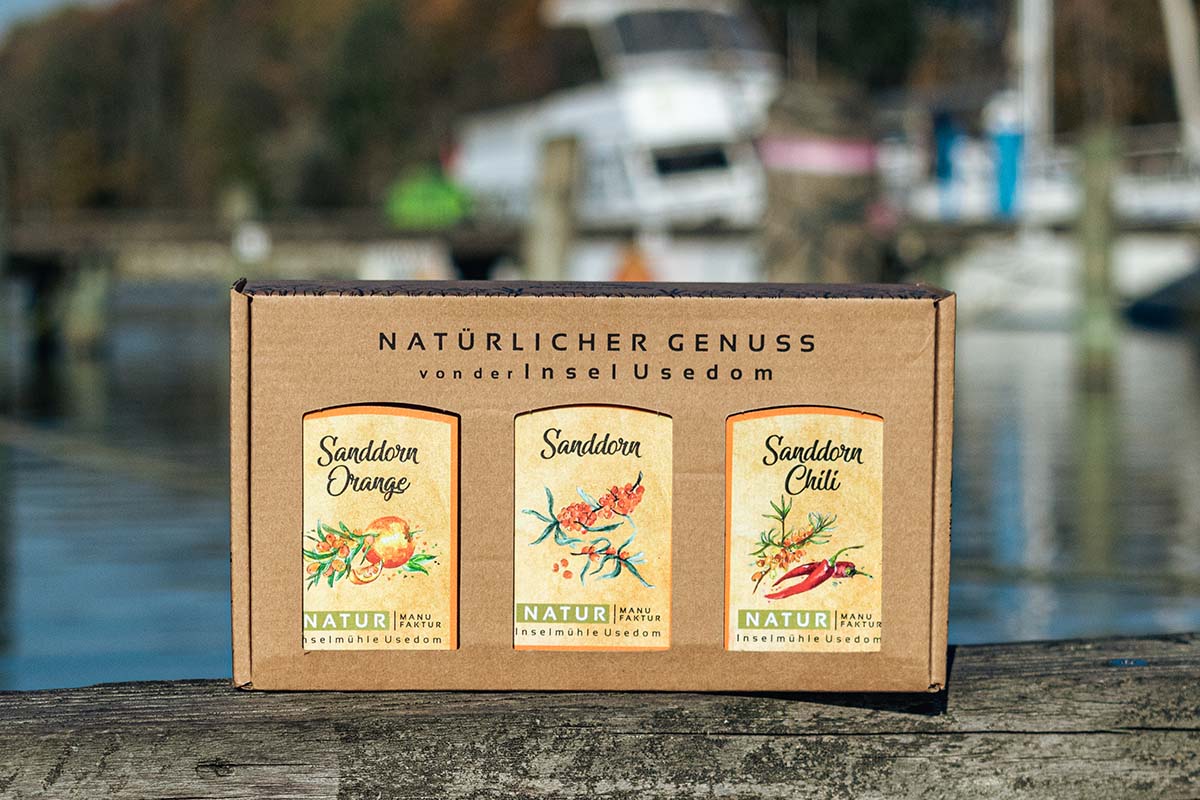 NATÜRLICHER GENUSS
von der Insel Usedom
Sanddorn
Orange
NATUR
MANU
FAKTUR
nselmühle Usedom
Sanddorn
NATUR
MANU
FAKTUR
Inselmühle Usedom
Sanddorn
Chili
NATUR
MANU
FAKTUR
Inselmühle Usedom